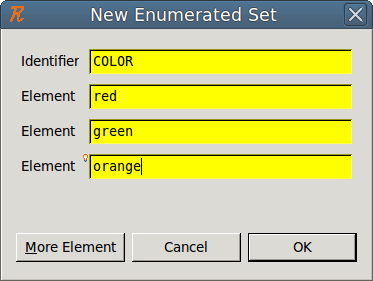 New Enumerated Set
Identifier COLOR
Element red
Element green
Element orange
More Element Cancel OK